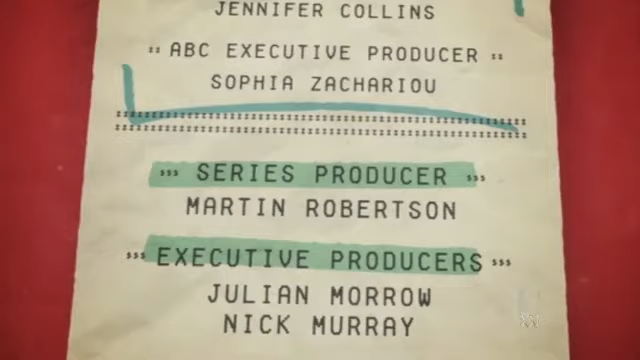 JENNIFER COLLINS
:: ABC EXECUTIVE PRODUCER ::
SOPHIA ZACHARIOU
››› SERIES PRODUCER ›››
MARTIN ROBERTSON
››› EXECUTIVE PRODUCERS ›››
JULIAN MORROW
NICK MURRAY